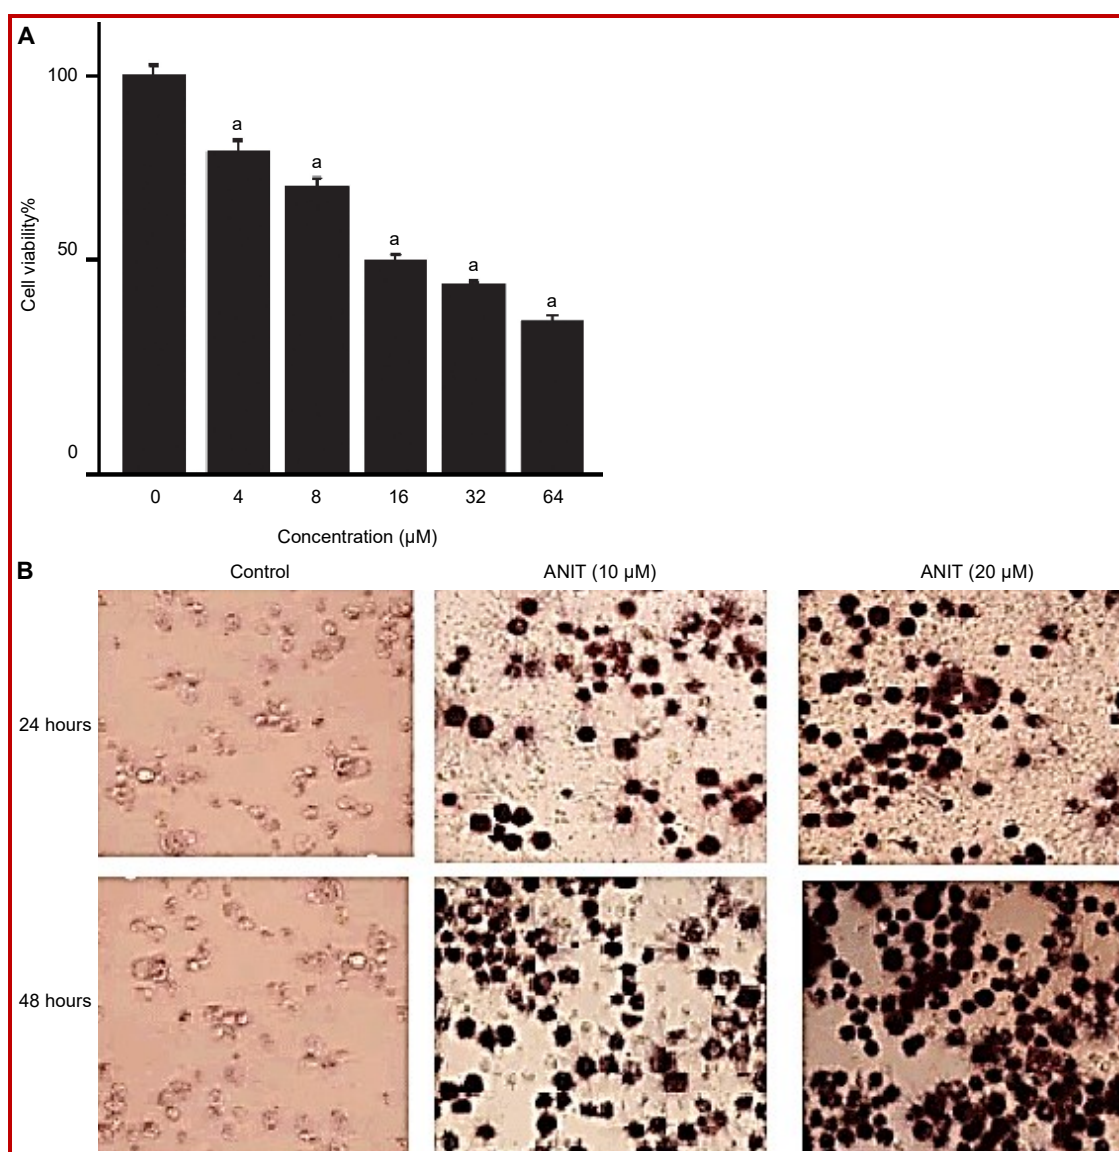 A
100
50
0
Cell viability%
a
a
a
a
a
0 4 8 16 32 64
Concentration (µM)
B
Control ANIT (10 µM) ANIT (20 µM)
24 hours
48 hours